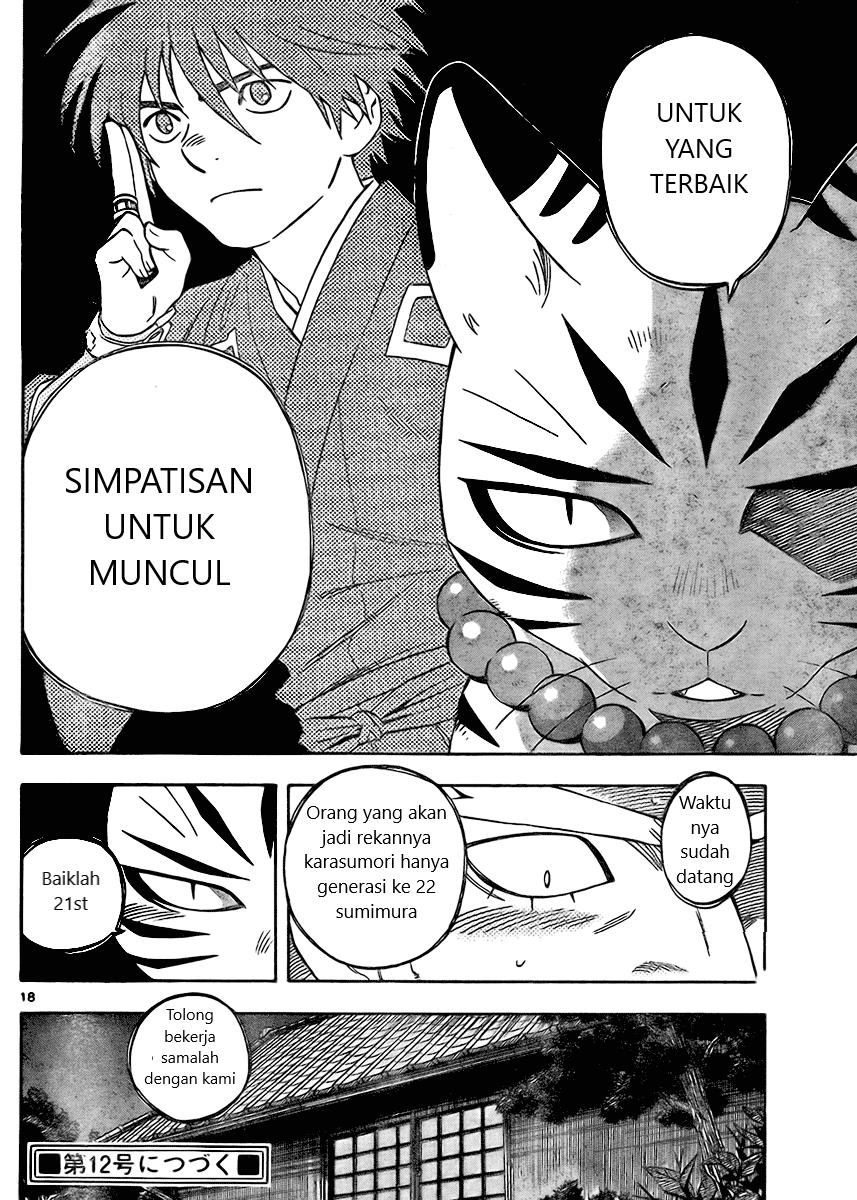 UNTUK
YANG
TERBAIK
SIMPATISAN
UNTUK
MUNCUL
Waktu
nya
sudah
datang
Orang yang akan
jadi rekannya
karasumori hanya
generasi ke 22
sumimura
Baiklah
21st
18
Tolong
bekerja
samalah
dengan kami
■第12号につづく■